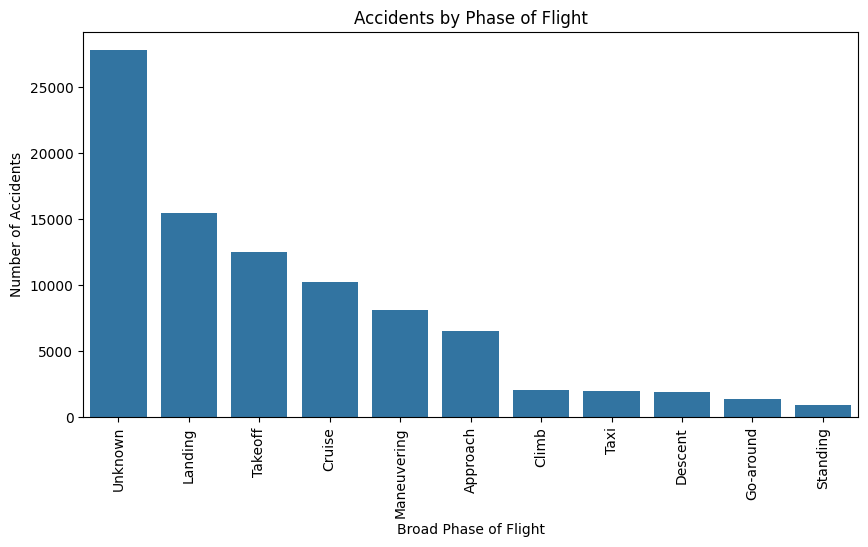 Accidents by Phase of Flight
Number of Accidents
25000
20000
15000
10000
5000
0
Unknown
Landing
Takeoff
Cruise
Maneuvering
Approach
Climb
Taxi
Descent
Go-around
Standing
Broad Phase of Flight